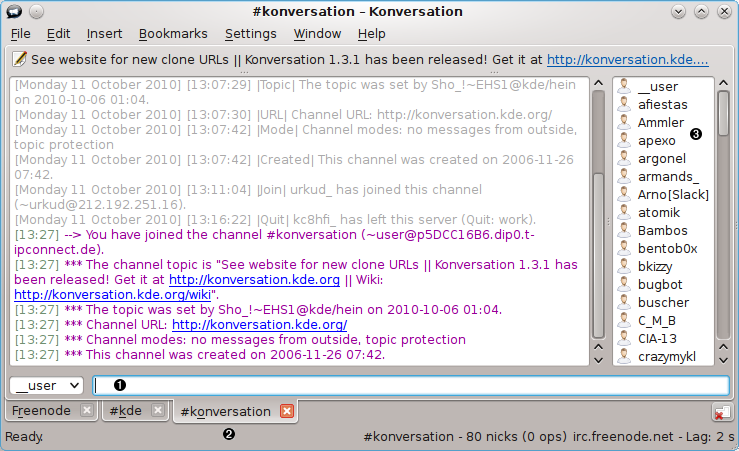 #konversation – Konversation
File Edit Insert Bookmarks Settings Window Help
See website for new clone URLs || Konversation 1.3.1 has been released! Get it at http://konversation.kde....
[Monday 11 October 2010] [13:07:29] |Topic| The topic was set by Sho_!~EHS1@kde/hein
on 2010-10-06 01:04.
[Monday 11 October 2010] [13:07:30] |URL| Channel URL: http://konversation.kde.org/
[Monday 11 October 2010] [13:07:42] |Mode| Channel modes: no messages from outside,
topic protection
[Monday 11 October 2010] [13:07:42] |Created| This channel was created on 2006-11-26
07:42.
[Monday 11 October 2010] [13:11:04] |Join| urkud_ has joined this channel
(~urkud@212.192.251.16).
[Monday 11 October 2010] [13:16:22] |Quit| kc8hfi_ has left this server (Quit: work).
[13:27] --> You have joined the channel #konversation (~user@p5DCC16B6.dip0.t-
ipconnect.de).
[13:27] *** The channel topic is "See website for new clone URLs || Konversation 1.3.1 has
been released! Get it at http://konversation.kde.org || Wiki:
http://konversation.kde.org/wiki".
[13:27] *** The topic was set by Sho_!~EHS1@kde/hein on 2010-10-06 01:04.
[13:27] *** Channel URL: http://konversation.kde.org/
[13:27] *** Channel modes: no messages from outside, topic protection
[13:27] *** This channel was created on 2006-11-26 07:42.
__user
afiestas
Ammler
apexo
3
argonel
armands_
Arno[Slack]
atomik
Bambos
bentob0x
bkizzy
bugbot
buscher
C_M_B
CIA-13
crazymykl
__user
1
Freenode #kde #konversation
2
Ready. #konversation - 80 nicks (0 ops) irc.freenode.net - Lag: 2 s